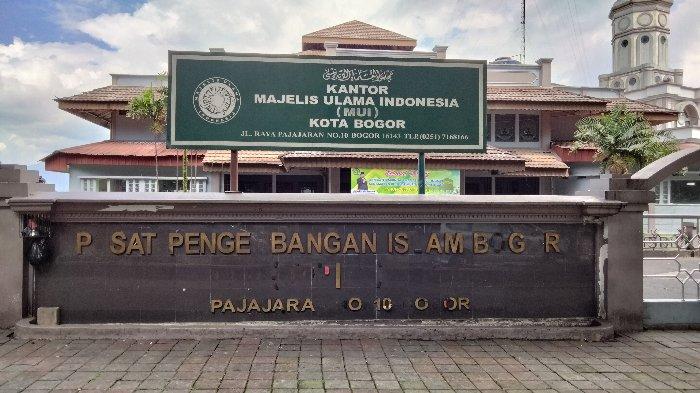 KANTOR
MAJELIS ULAMA INDONESIA
(MUI)
KOTA BOGOR
JL. RAYA PAJAJARAN NO.10 BOGOR 16143 TLP.(0251) 7168166
P SAT PENGE BANGAN IS AM B G R
I
PAJAJARA O 10 O OR